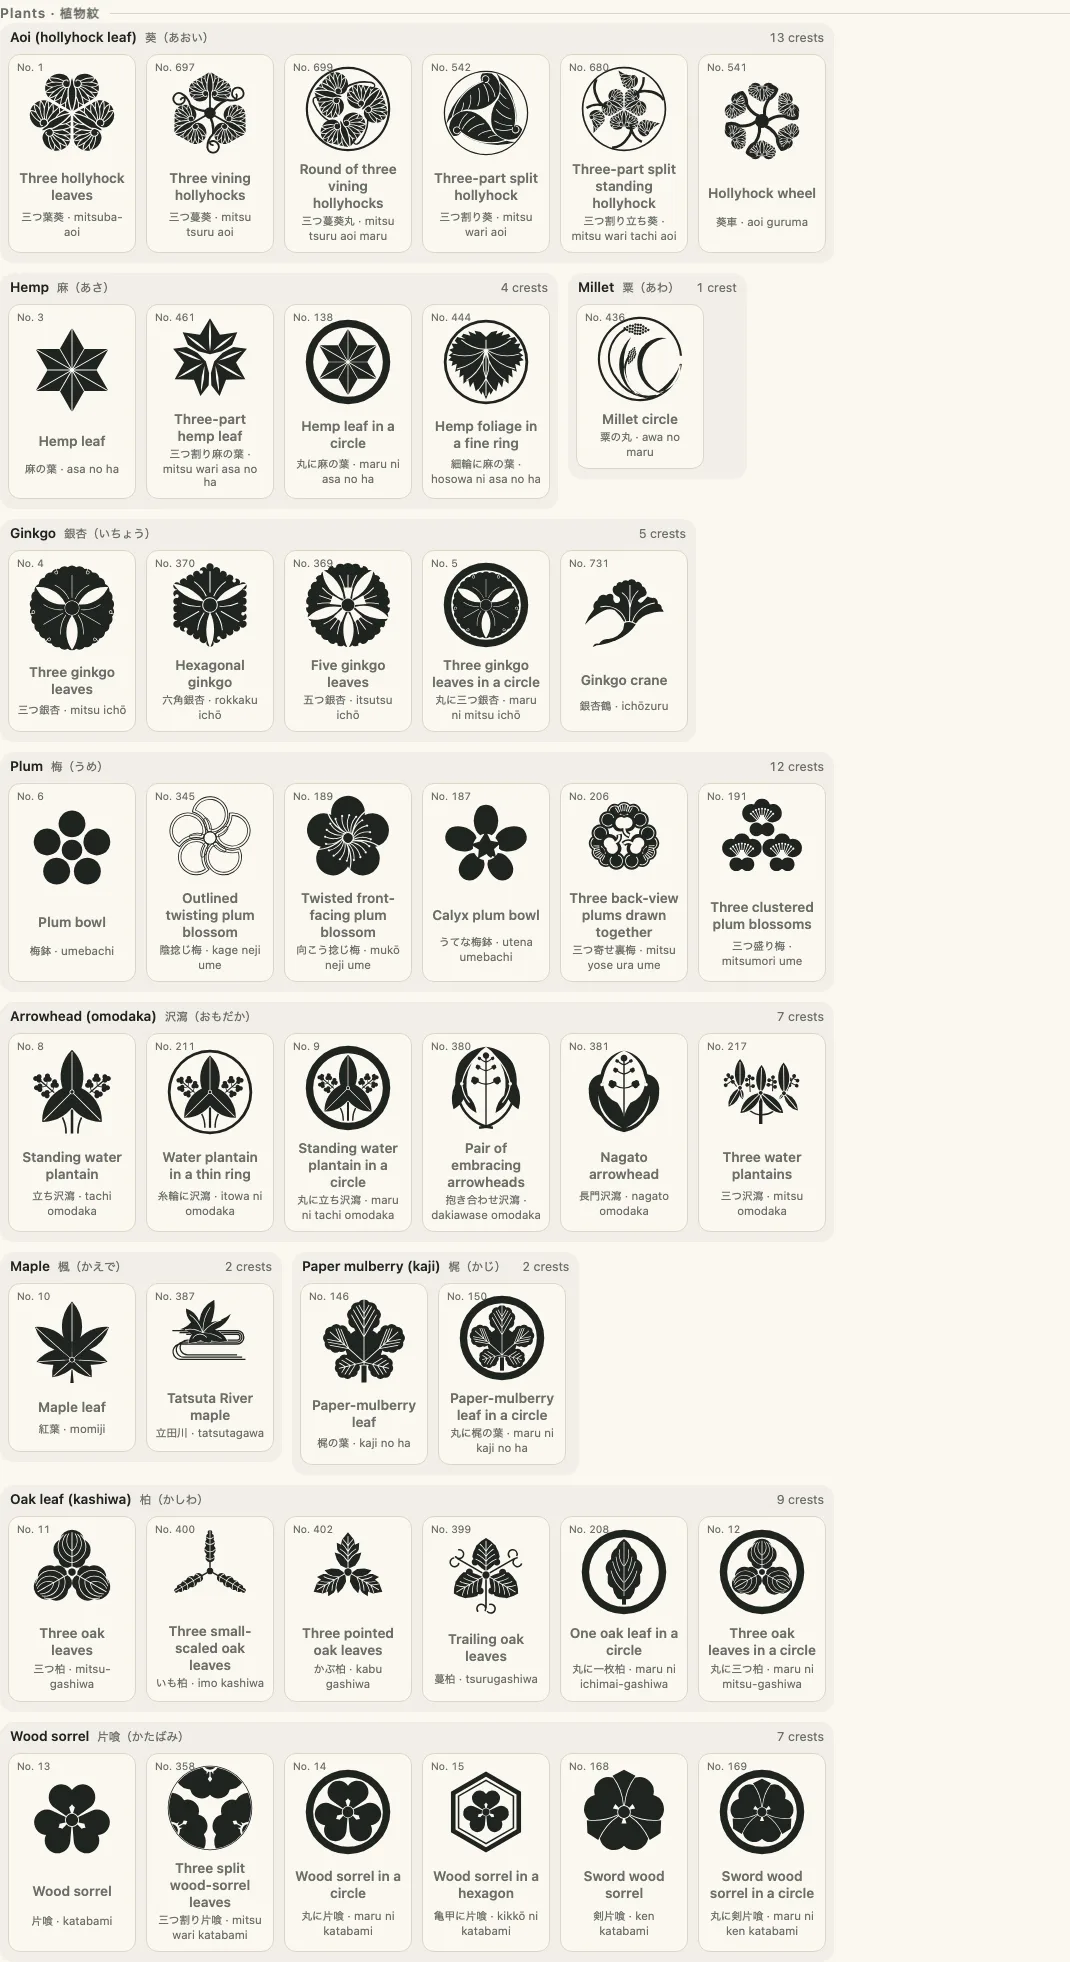 Plants · 植物紋
Aoi (hollyhock leaf) 葵（あおい） 13 crests
No. 1
Three hollyhock
leaves
三つ葉葵 · mitsuba-
aoi
No. 697
Three vining
hollyhocks
三つ蔓葵 · mitsu
tsuru aoi
No. 699
Round of three
vining
hollyhocks
三つ蔓葵丸 · mitsu
tsuru aoi maru
No. 542
Three-part split
hollyhock
三つ割り葵 · mitsu
wari aoi
No. 680
Three-part split
standing
hollyhock
三つ割り立ち葵 ·
mitsu wari tachi aoi
No. 541
Hollyhock wheel
葵車 · aoi guruma
Hemp 麻（あさ） 4 crests
No. 3
Hemp leaf
麻の葉 · asa no ha
No. 461
Three-part
hemp leaf
三つ割り麻の葉 ·
mitsu wari asa no
ha
No. 138
Hemp leaf in a
circle
丸に麻の葉 · maru ni
asa no ha
No. 444
Hemp foliage in
a fine ring
細輪に麻の葉 ·
hosowa ni asa no ha
Millet 粟（あわ） 1 crest
No. 436
Millet circle
粟の丸 · awa no
maru
Ginkgo 銀杏（いちょう） 5 crests
No. 4
Three ginkgo
leaves
三つ銀杏 · mitsu ichō
No. 370
Hexagonal
ginkgo
六角銀杏 · rokkaku
ichō
No. 369
Five ginkgo
leaves
五つ銀杏 · itsutsu
ichō
No. 5
Three ginkgo
leaves in a circle
丸に三つ銀杏 · maru
ni mitsu ichō
No. 731
Ginkgo crane
銀杏鶴 · ichōzuru
Plum 梅（うめ） 12 crests
No. 6
Plum bowl
梅鉢 · umebachi
No. 345
Outlined
twisting plum
blossom
陰捻じ梅 · kage neji
ume
No. 189
Twisted front-
facing plum
blossom
向こう捻じ梅 · mukō
neji ume
No. 187
Calyx plum bowl
うてな梅鉢 · utena
umebachi
No. 206
Three back-view
plums drawn
together
三つ寄せ裏梅 · mitsu
yose ura ume
No. 191
Three clustered
plum blossoms
三つ盛り梅 ·
mitsumori ume
Arrowhead (omodaka) 沢瀉（おもだか） 7 crests
No. 8
Standing water
plantain
立ち沢瀉 · tachi
omodaka
No. 211
Water plantain
in a thin ring
糸輪に沢瀉 · itowa ni
omodaka
No. 9
Standing water
plantain in a
circle
丸に立ち沢瀉 · maru
ni tachi omodaka
No. 380
Pair of
embracing
arrowheads
抱き合わせ沢瀉 ·
dakiawase omodaka
No. 381
Nagato
arrowhead
長門沢瀉 · nagato
omodaka
No. 217
Three water
plantains
三つ沢瀉 · mitsu
omodaka
Maple 楓（かえで） 2 crests
No. 10
Maple leaf
紅葉 · momiji
No. 387
Tatsuta River
maple
立田川 · tatsutagawa
Paper mulberry (kaji) 梶（かじ） 2 crests
No. 146
Paper-mulberry
leaf
梶の葉 · kaji no ha
No. 150
Paper-mulberry
leaf in a circle
丸に梶の葉 · maru ni
kaji no ha
Oak leaf (kashiwa) 柏（かしわ） 9 crests
No. 11
Three oak
leaves
三つ柏 · mitsu-
gashiwa
No. 400
Three small-
scaled oak
leaves
いも柏 · imo kashiwa
No. 402
Three pointed
oak leaves
かぶ柏 · kabu
gashiwa
No. 399
Trailing oak
leaves
蔓柏 · tsurugashiwa
No. 208
One oak leaf in a
circle
丸に一枚柏 · maru ni
ichimai-gashiwa
No. 12
Three oak
leaves in a circle
丸に三つ柏 · maru ni
mitsu-gashiwa
Wood sorrel 片喰（かたばみ） 7 crests
No. 13
Wood sorrel
片喰 · katabami
No. 358
Three split
wood-sorrel
leaves
三つ割り片喰 · mitsu
wari katabami
No. 14
Wood sorrel in a
circle
丸に片喰 · maru ni
katabami
No. 15
Wood sorrel in a
hexagon
亀甲に片喰 · kikkō ni
katabami
No. 168
Sword wood
sorrel
剣片喰 · ken
katabami
No. 169
Sword wood
sorrel in a circle
丸に剣片喰 · maru ni
ken katabami